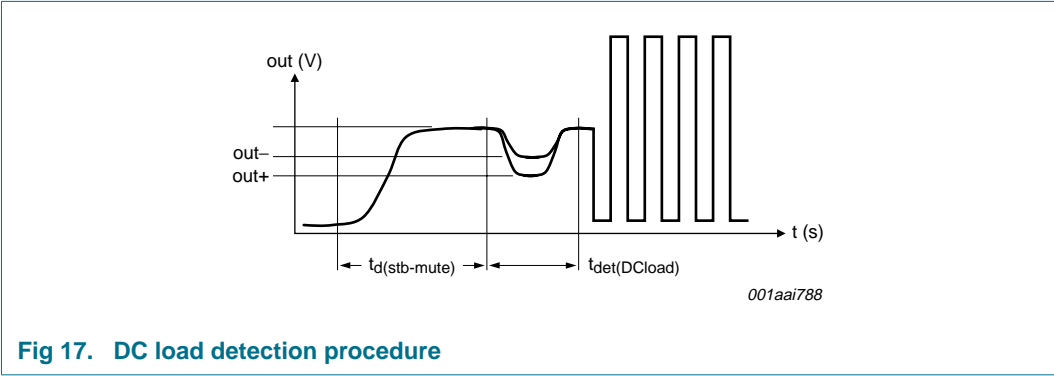 out (V)
out−
out+
t (s)
td(stb-mute)
tdet(DCload)
001aai788
Fig 17. DC load detection procedure